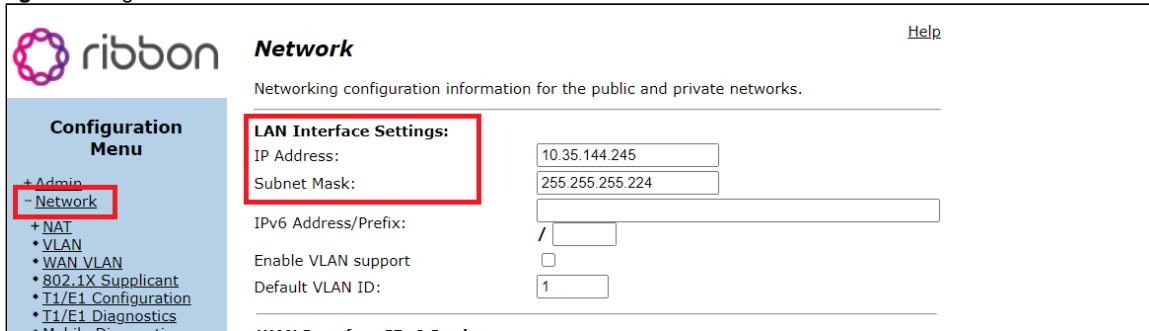 ribbon
Configuration
Menu
+ Admin
- Network
+ NAT
• VLAN
• WAN VLAN
• 802.1X Supplicant
• T1/E1 Configuration
• T1/E1 Diagnostics
Help
Network
Networking configuration information for the public and private networks.
LAN Interface Settings:
IP Address: 10.35.144.245
Subnet Mask: 255.255.255.224
IPv6 Address/Prefix:
/
Enable VLAN support
Default VLAN ID: 1